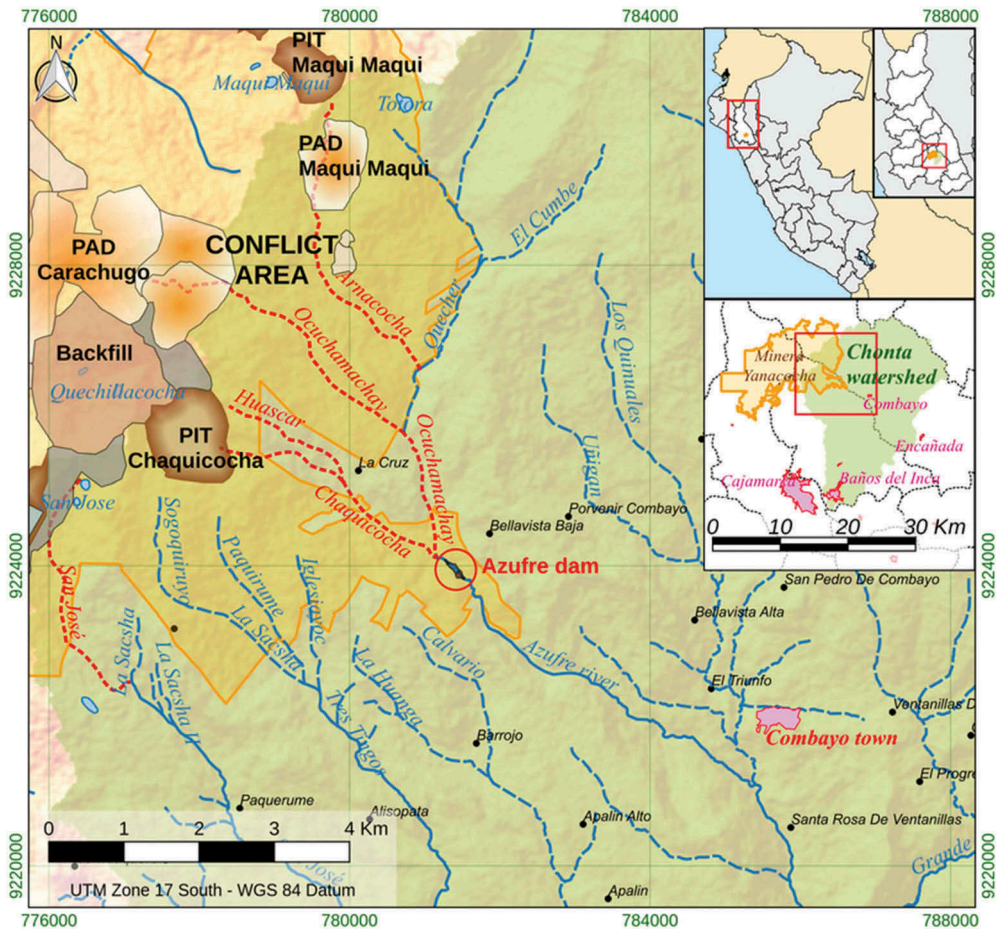 776000
780000
784000
788000
N
PIT
Maqui Maqui
Maqui Maqui
Totora
PAD
Maqui Maqui
El Cumbe
9228000
9228000
CONFLICT
AREA
PAD
Carachugo
Arnacocha
Quecher
Ocuchamachay
Los Quinuales
Backfill
Quechillacocha
Minera
Yanacocha
Chonta
watershed
Combayo
Huascar
Ocuchamachay
PIT
Chaquicocha
La Cruz
Uñigan
Encañada
Cajamarca
Baños del Inca
San Jose
Chaquicocha
Porvenir Combayo
Bellavista Baja
0 10 20 30 Km
Sogoquiruyo
Paquirume
9224000
9224000
Azufre dam
Iglesiaypc
San Pedro De Combayo
San José
La Sacsha
Bellavista Alta
La Sacsha
La Sacsha II
Calvario
Azufre river
La Huanga
El Triunfo
Tres Tingos
Ventanillas D
Barrojo
Combayo town
El Progre
Paquerume
Alisopata
Apalin Alto
Santa Rosa De Ventanillas
0 1 2 3 4 Km
José
Grande
9220000
9220000
UTM Zone 17 South - WGS 84 Datum
Apalin
776000
780000
784000
788000